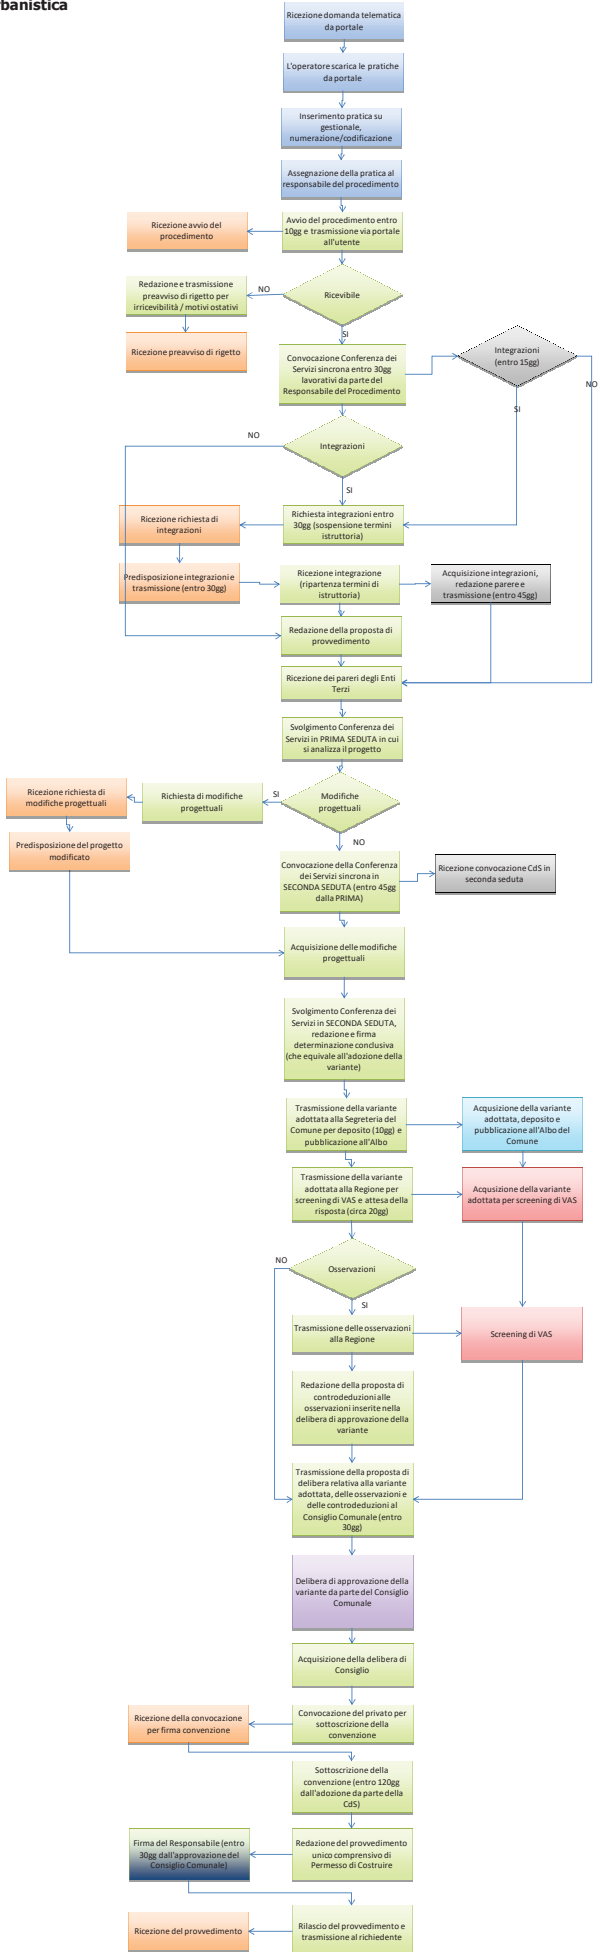 rbanistica
Ricezione domanda telematica
da portale
L'operatore scarica le pratiche
da portale
Inserimento pratica su
gestionale,
numerazione/codificazione
Assegnazione della pratica al
responsabile del procedimento
Avvio del procedimento entro
10gg e trasmissione via portale
all'utente
Ricezione avvio del
procedimento
Ricevibile
NO
Redazione e trasmissione
preavviso di rigetto per
irricevibilità / motivi ostativi
Ricezione preavviso di rigetto
SI
Convocazione Conferenza dei
Servizi sincrona entro 30gg
lavorativi da parte del
Responsabile del Procedimento
Integrazioni
(entro 15gg)
NO
SI
NO
Integrazioni
SI
Richiesta integrazioni entro
30gg (sospensione termini
istruttoria)
Ricezione richiesta di
integrazioni
Predisposizione integrazioni e
trasmissione (entro 30gg)
Ricezione integrazione
(ripartenza termini di
istruttoria)
Acquisizione integrazioni,
redazione parere e
trasmissione (entro 45gg)
Redazione della proposta di
provvedimento
Ricezione dei pareri degli Enti
Terzi
Svolgimento Conferenza dei
Servizi in PRIMA SEDUTA in cui
si analizza il progetto
Modifiche
progettuali
SI
Richiesta di modifiche
progettuali
Ricezione richiesta di
modifiche progettuali
Predisposizione del progetto
modificato
NO
Convocazione della Conferenza
dei Servizi sincrona in
SECONDA SEDUTA (entro 45gg
dalla PRIMA)
Ricezione convocazione CdS in
seconda seduta
Acquisizione delle modifiche
progettuali
Svolgimento Conferenza dei
Servizi in SECONDA SEDUTA,
redazione e firma
determinazione conclusiva
(che equivale all'adozione della
variante)
Trasmissione della variante
adottata alla Segreteria del
Comune per deposito (10gg) e
pubblicazione all'Albo
Acqusizione della variante
adottata, deposito e
pubblicazione all'Albo del
Comune
Trasmissione della variante
adottata alla Regione per
screening di VAS e attesa della
risposta (circa 20gg)
Acqusizione della variante
adottata per screening di VAS
NO
Osservazioni
SI
Trasmissione delle osservazioni
alla Regione
Screening di VAS
Redazione della proposta di
controdeduzioni alle
osservazioni inserite nella
delibera di approvazione della
variante
Trasmissione della proposta di
delibera relativa alla variante
adottata, delle osservazioni e
delle controdeduzioni al
Consiglio Comunale (entro
30gg)
Delibera di approvazione della
variante da parte del Consiglio
Comunale
Acquisizione della delibera di
Consiglio
Convocazione del privato per
sottoscrizione della
convenzione
Ricezione della convocazione
per firma convenzione
Sottoscrizione della
convenzione (entro 120gg
dall'adozione da parte della
CdS)
Redazione del provvedimento
unico comprensivo di
Permesso di Costruire
Firma del Responsabile (entro
30gg dall'approvazione del
Consiglio Comunale)
Rilascio del provvedimento e
trasmissione al richiedente
Ricezione del provvedimento